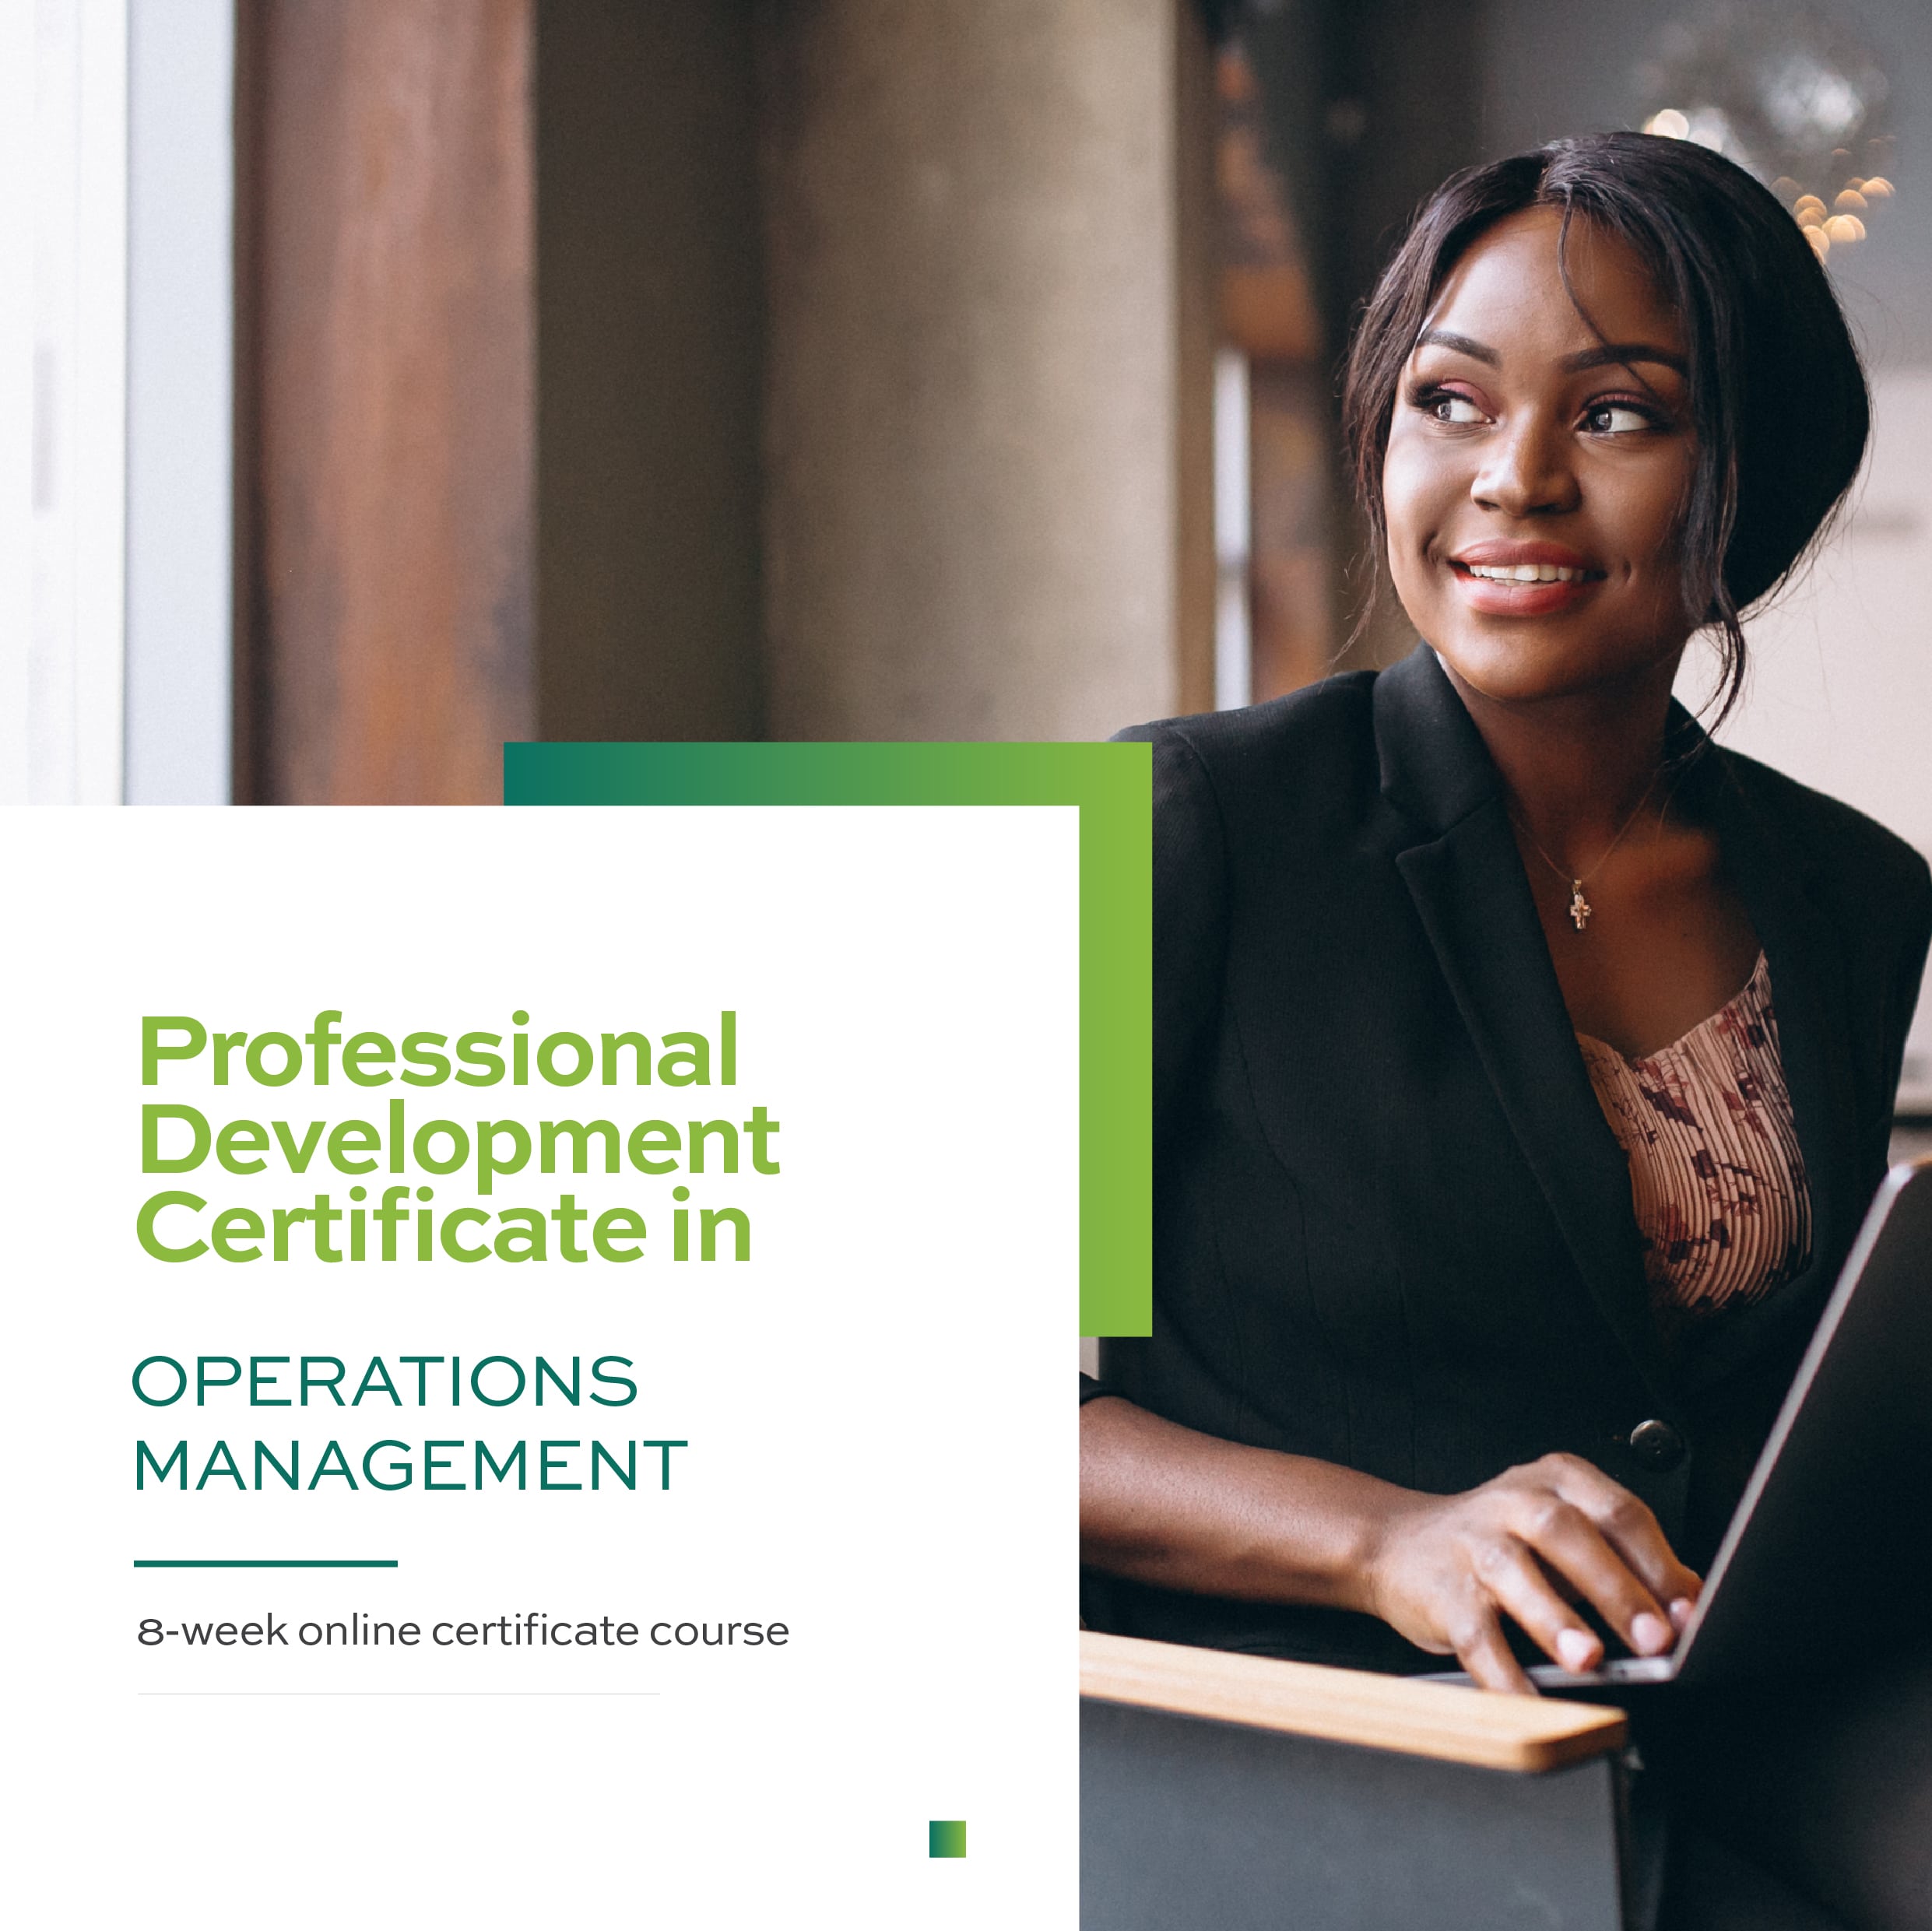 Professional
Development
Certificate in
OPERATIONS
MANAGEMENT
8-week online certificate course